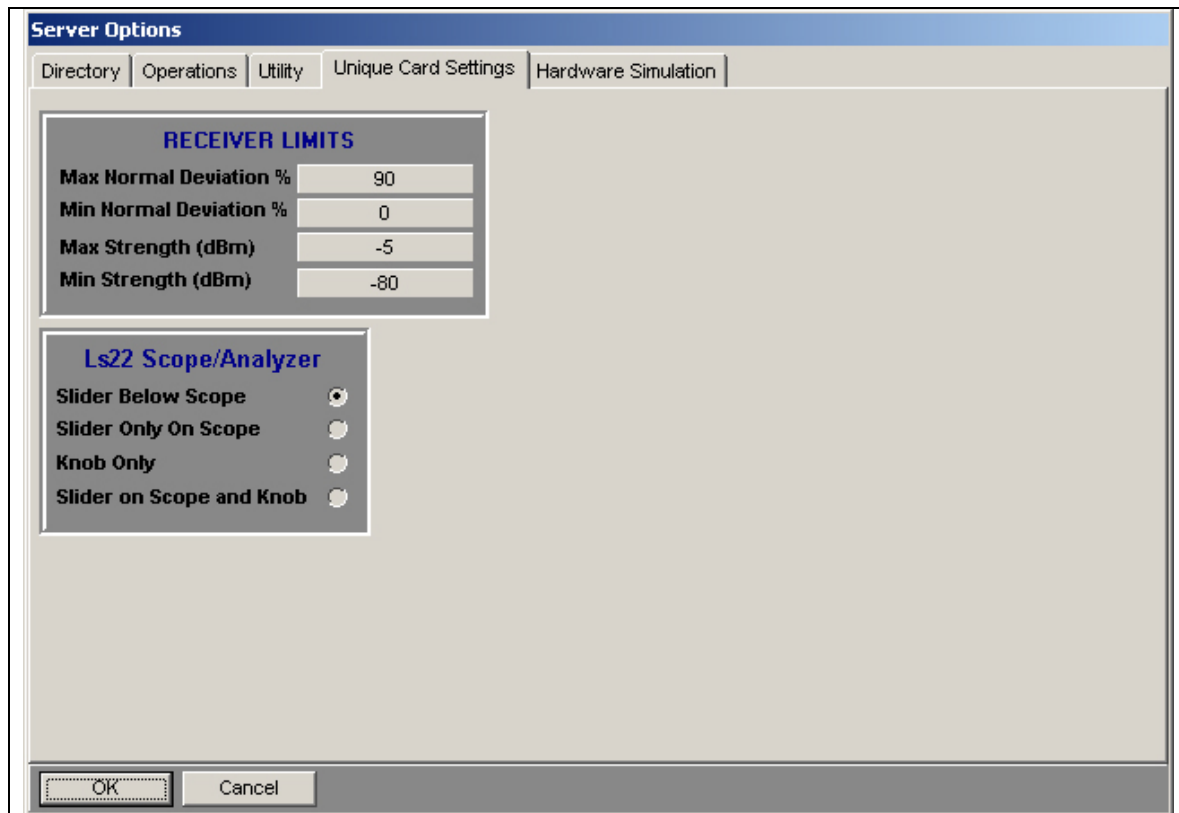 Server Options
Directory Operations Utility Unique Card Settings Hardware Simulation
RECEIVER LIMITS
Max Normal Deviation % 90
Min Normal Deviation % 0
Max Strength (dBm) -5
Min Strength (dBm) -80
Ls22 Scope/Analyzer
Slider Below Scope
Slider Only On Scope
Knob Only
Slider on Scope and Knob
OK Cancel